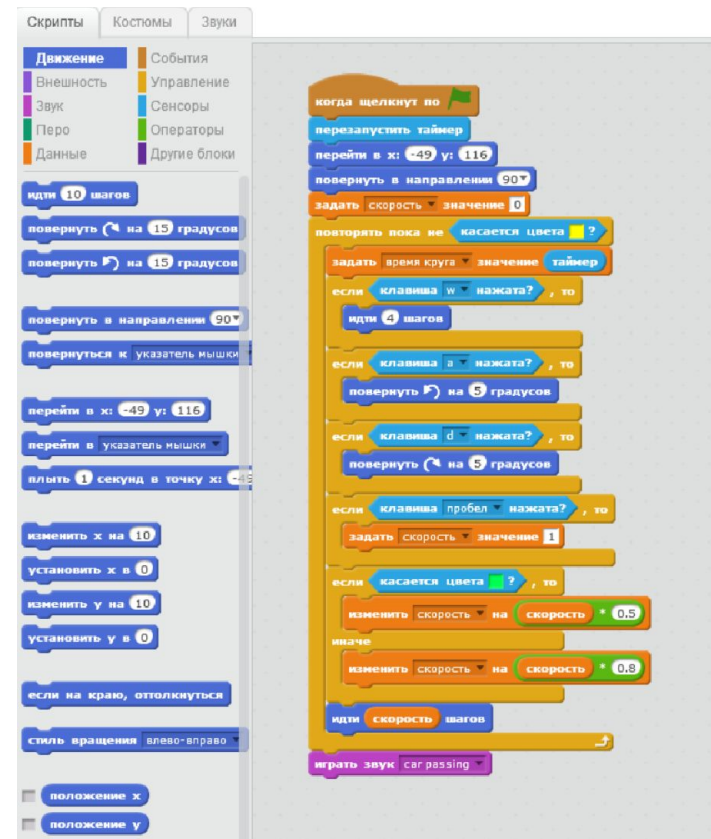 Скрипты Костюмы Звуки
Движение События
Внешность Управление
Звук Сенсоры
Перо Операторы
Данные Другие блоки
идти 10 шагов
повернуть на 15 градусов
повернуть на 15 градусов
повернуть в направлении 90
повернуться к указатель мышки
перейти в x: -49 y: 116
перейти в указатель мышки
плыть 1 секунд в точку x: -49
изменить x на 10
установить x в 0
изменить y на 10
установить y в 0
если на краю, оттолкнуться
стиль вращения влево-вправо
положение x
положение y
когда щелкнут по
перезапустить таймер
перейти в x: -49 y: 116
повернуть в направлении 90
задать скорость значение 0
повторять пока не касается цвета ?
задать время круга значение таймер
если клавиша w нажата? , то
идти 4 шагов
если клавиша a нажата? , то
повернуть на 5 градусов
если клавиша d нажата? , то
повернуть на 5 градусов
если клавиша пробел нажата? , то
задать скорость значение 1
если касается цвета ? , то
изменить скорость на скорость * 0.5
иначе
изменить скорость на скорость * 0.8
идти скорость шагов
играть звук car passing